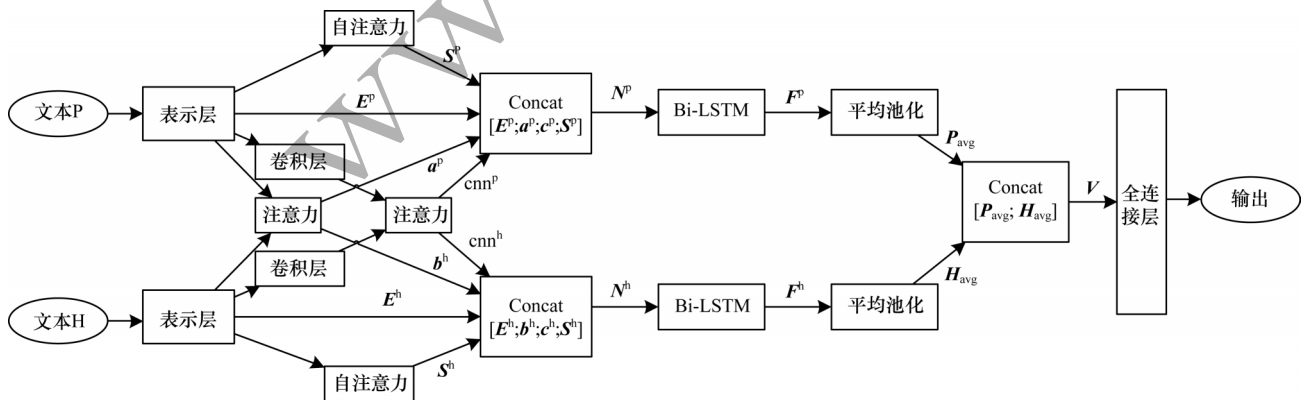 自注意力
S^p
文本P
表示层
E^p
Concat
[E^p;a^p;c^p;S^p]
N^p
Bi-LSTM
F^p
平均池化
P_avg
卷积层
a^p
cnn^p
注意力
注意力
Concat
[P_avg; H_avg]
V
全连
接层
输出
卷积层
b^h
cnn^h
H_avg
文本H
表示层
E^h
Concat
[E^h;b^h;c^h;S^h]
N^h
Bi-LSTM
F^h
平均池化
S^h
自注意力
WW